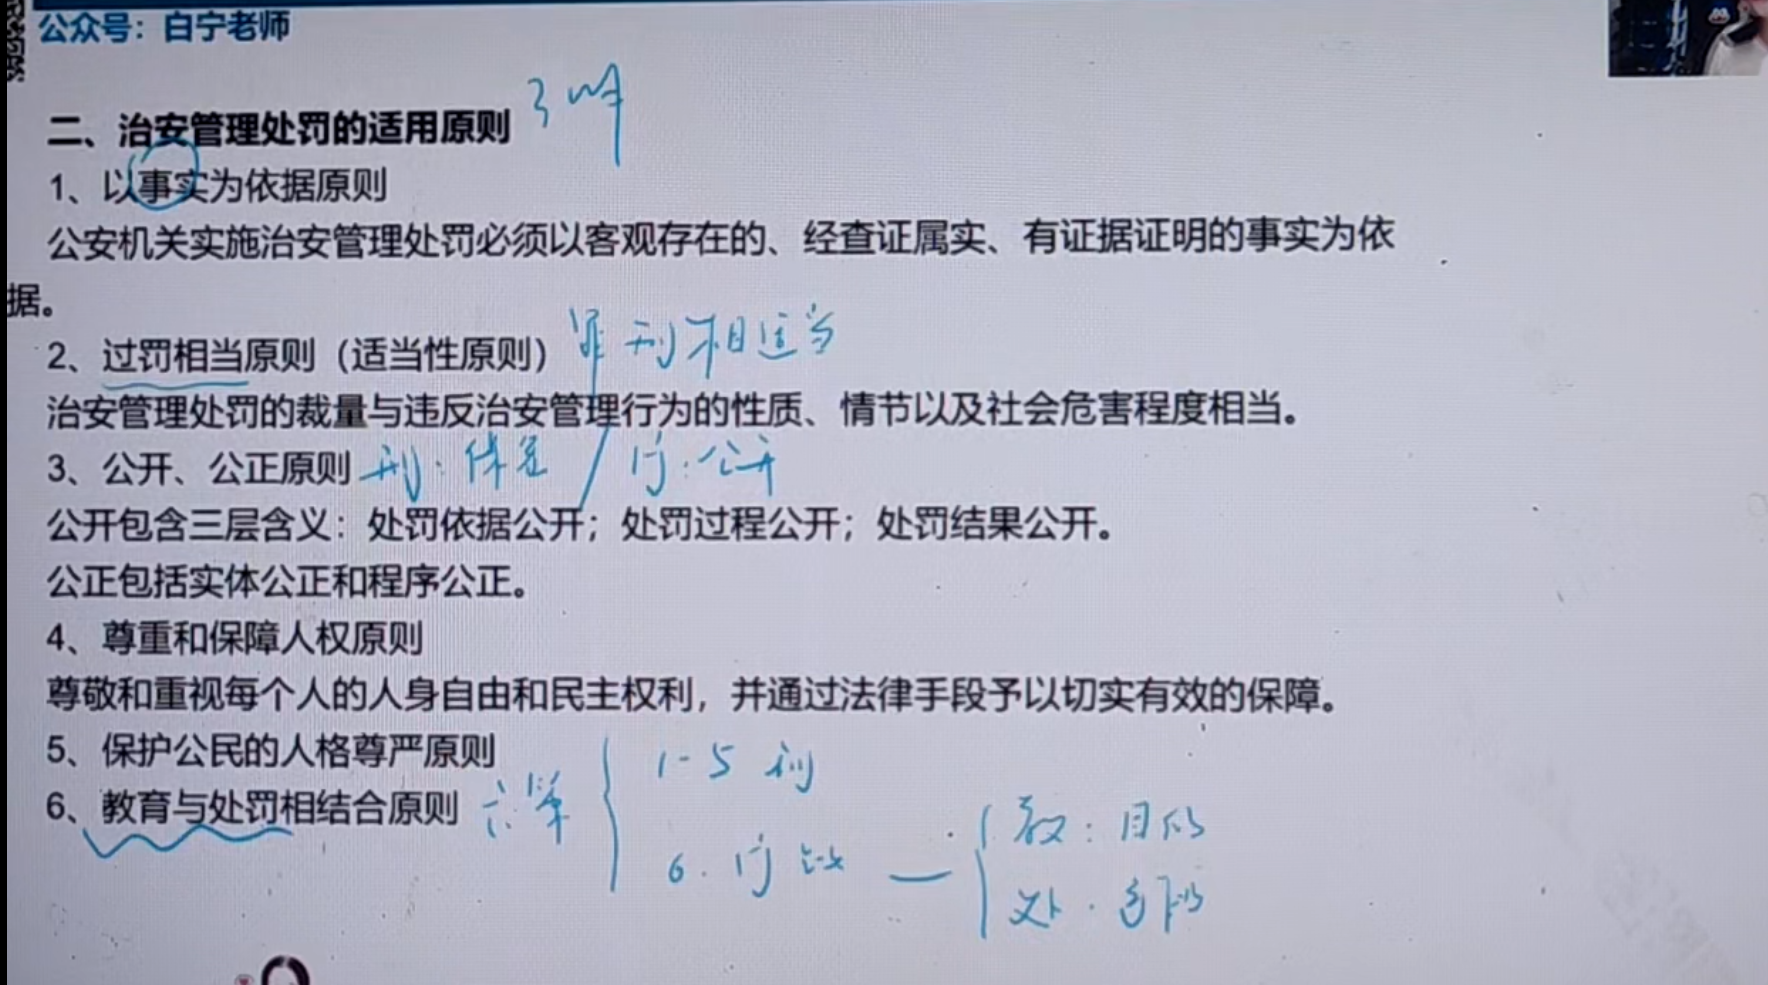 公众号：白宁老师
二、治安管理处罚的适用原则 了解
1、以事实为依据原则
公安机关实施治安管理处罚必须以客观存在的、经查证属实、有证据证明的事实为依
据。
2、过罚相当原则（适当性原则） 罪刑相适当
治安管理处罚的裁量与违反治安管理行为的性质、情节以及社会危害程度相当。
3、公开、公正原则 刑：保密 / 行：公开
公开包含三层含义：处罚依据公开；处罚过程公开；处罚结果公开。
公正包括实体公正和程序公正。
4、尊重和保障人权原则
尊敬和重视每个人的人身自由和民主权利，并通过法律手段予以切实有效的保障。
5、保护公民的人格尊严原则
1-5
6、教育与处罚相结合原则
教：目的
6. 行
处：手段